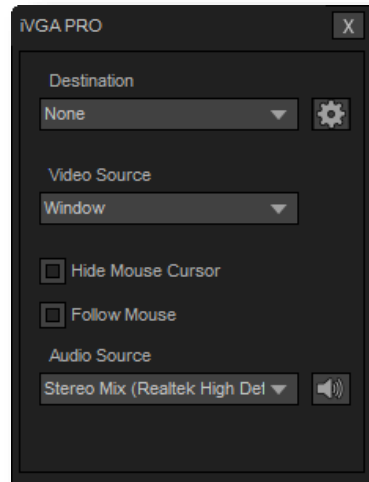 iVGA PRO
X
Destination
None
Video Source
Window
Hide Mouse Cursor
Follow Mouse
Audio Source
Stereo Mix (Realtek High Def